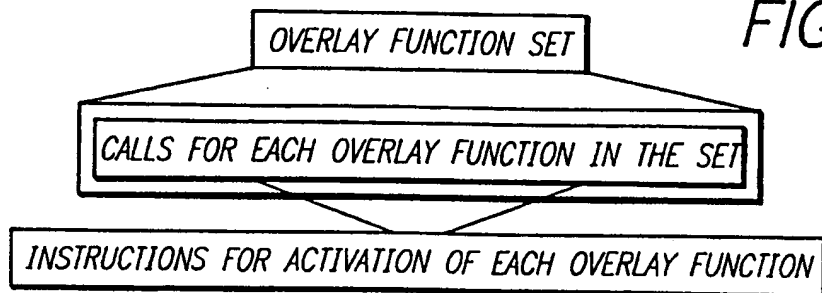 FIG
OVERLAY FUNCTION SET
CALLS FOR EACH OVERLAY FUNCTION IN THE SET
INSTRUCTIONS FOR ACTIVATION OF EACH OVERLAY FUNCTION